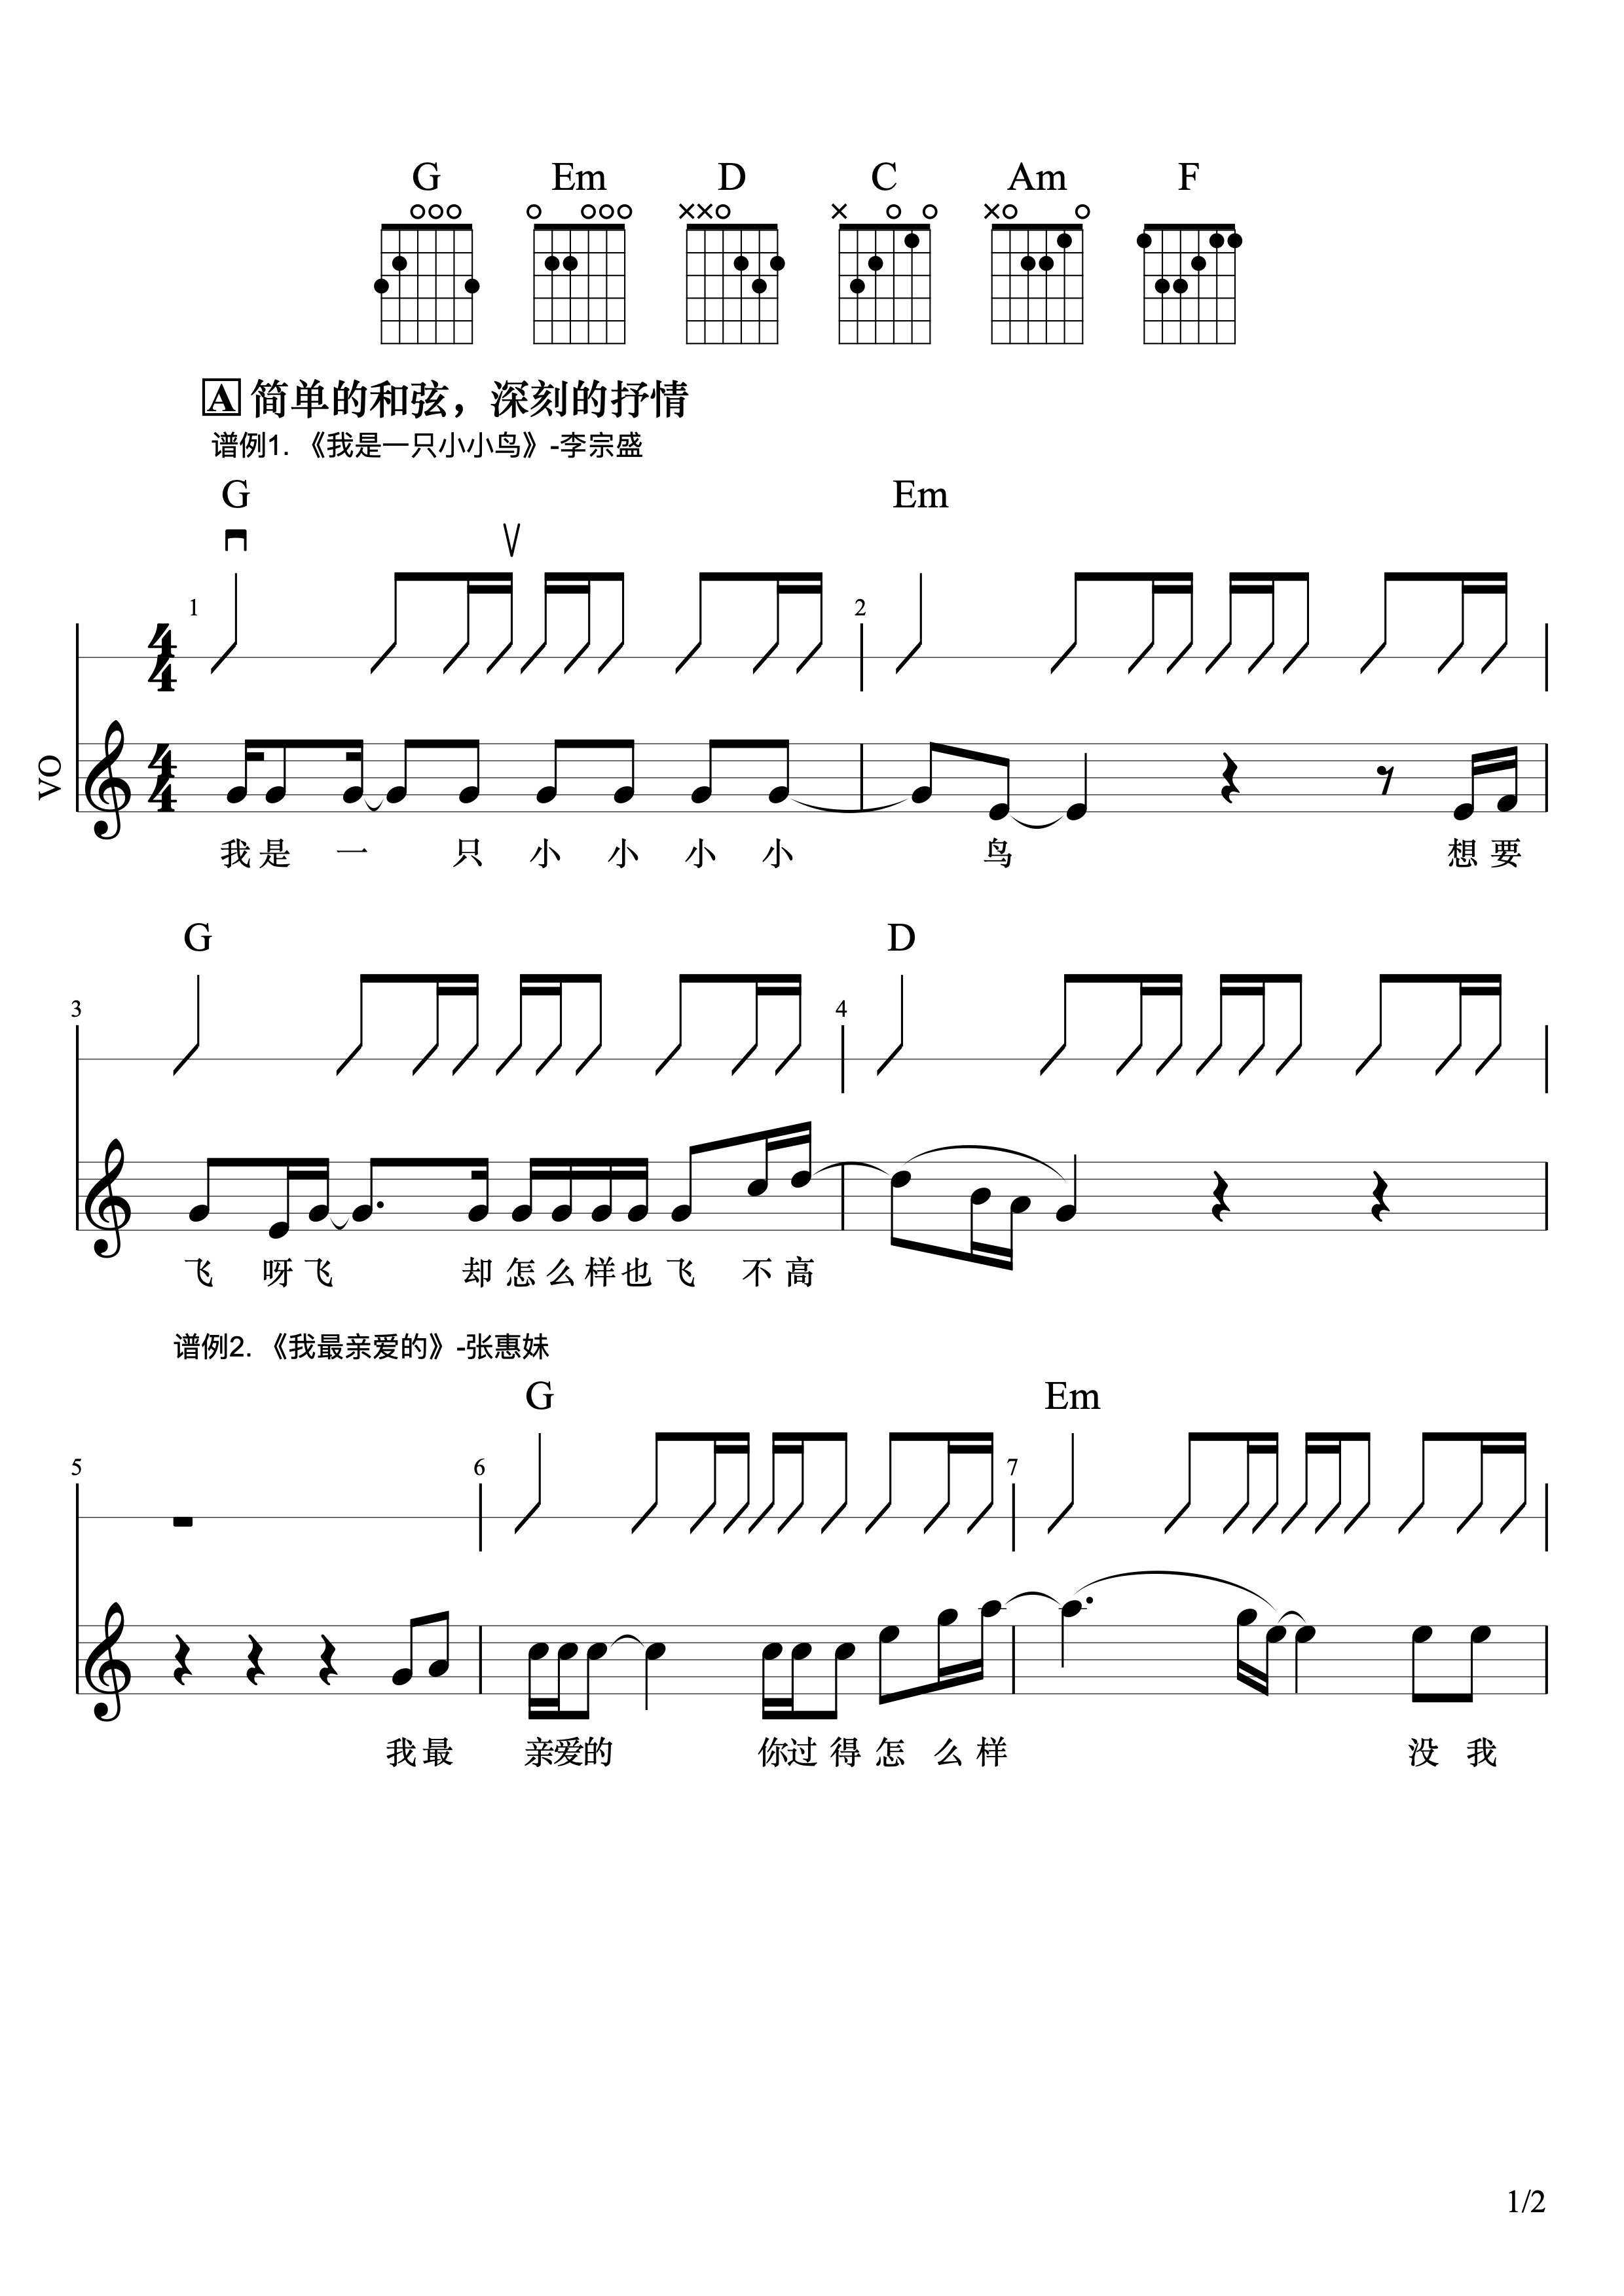 G Em D C Am F
A 简单的和弦，深刻的抒情
谱例1.《我是一只小小鸟》-李宗盛
G Em
1 2
4 4
VO
4 4
我是 一 只 小 小 小 小 鸟 想 要
G D
3 4
飞 呀 飞 却 怎 么 样 也 飞 不 高
谱例2.《我最亲爱的》-张惠妹
G Em
5 6 7
我 最 亲爱的 你过 得 怎 么 样 没 我
1/2